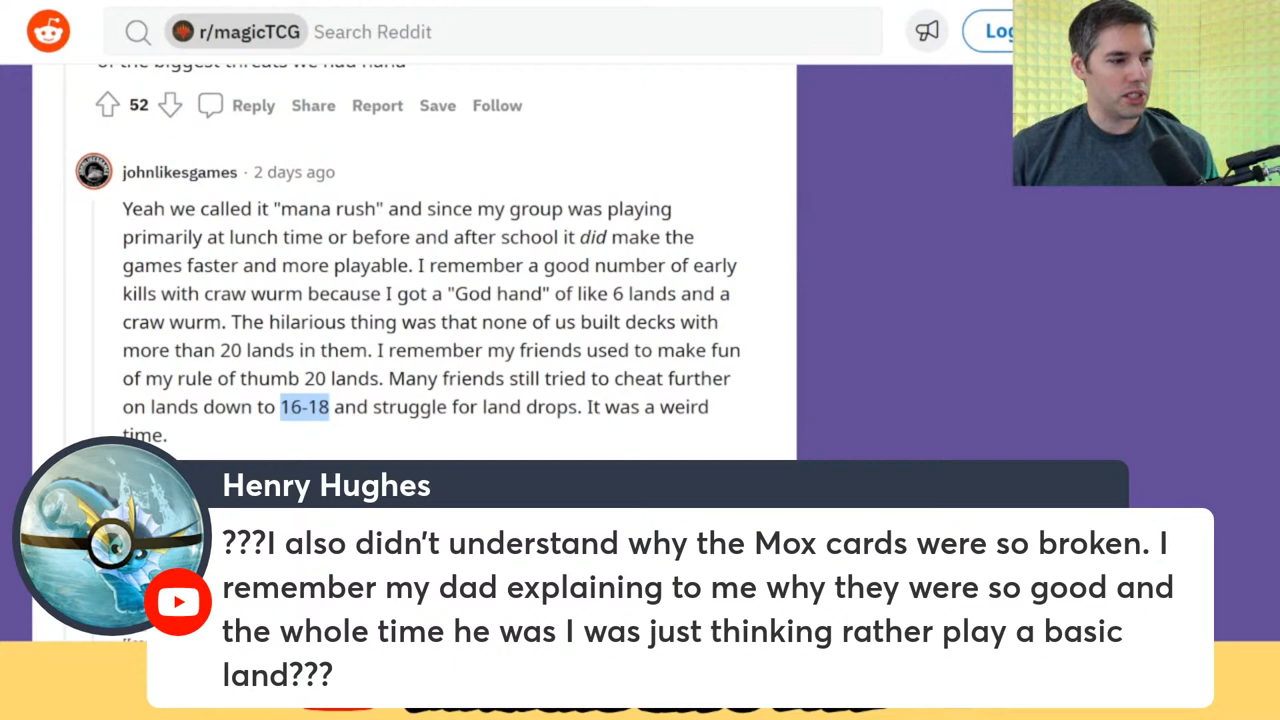 r/magicTCG Search Reddit
of the biggest threats we had haha
52 Reply Share Report Save Follow
johnlikesgames · 2 days ago
Yeah we called it "mana rush" and since my group was playing
primarily at lunch time or before and after school it did make the
games faster and more playable. I remember a good number of early
kills with craw wurm because I got a "God hand" of like 6 lands and a
craw wurm. The hilarious thing was that none of us built decks with
more than 20 lands in them. I remember my friends used to make fun
of my rule of thumb 20 lands. Many friends still tried to cheat further
on lands down to 16-18 and struggle for land drops. It was a weird
time.
Henry Hughes
???I also didn't understand why the Mox cards were so broken. I
remember my dad explaining to me why they were so good and
the whole time he was I was just thinking rather play a basic
land???